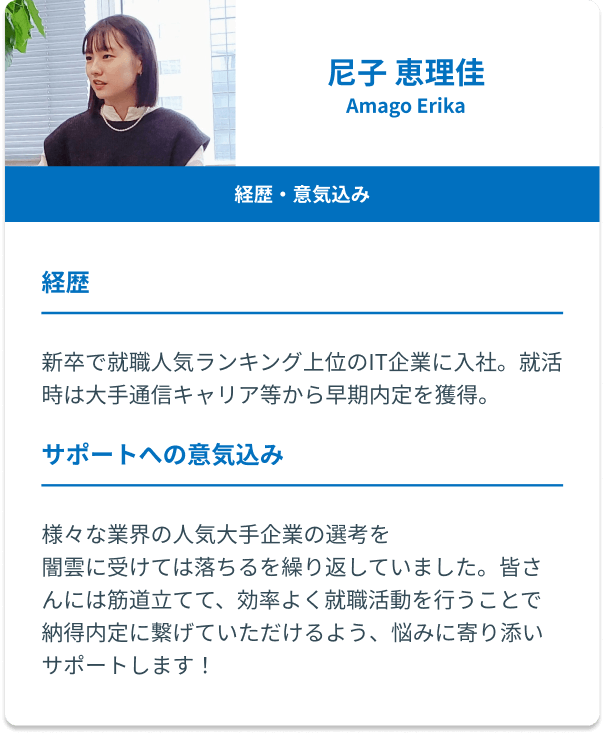 尼子 恵理佳
Amago Erika
経歴・意気込み
経歴
新卒で就職人気ランキング上位のIT企業に入社。就活
時は大手通信キャリア等から早期内定を獲得。
サポートへの意気込み
様々な業界の人気大手企業の選考を
闇雲に受けては落ちるを繰り返していました。皆さ
んには筋道立てて、効率よく就職活動を行うことで
納得内定に繋げていただけるよう、悩みに寄り添い
サポートします！